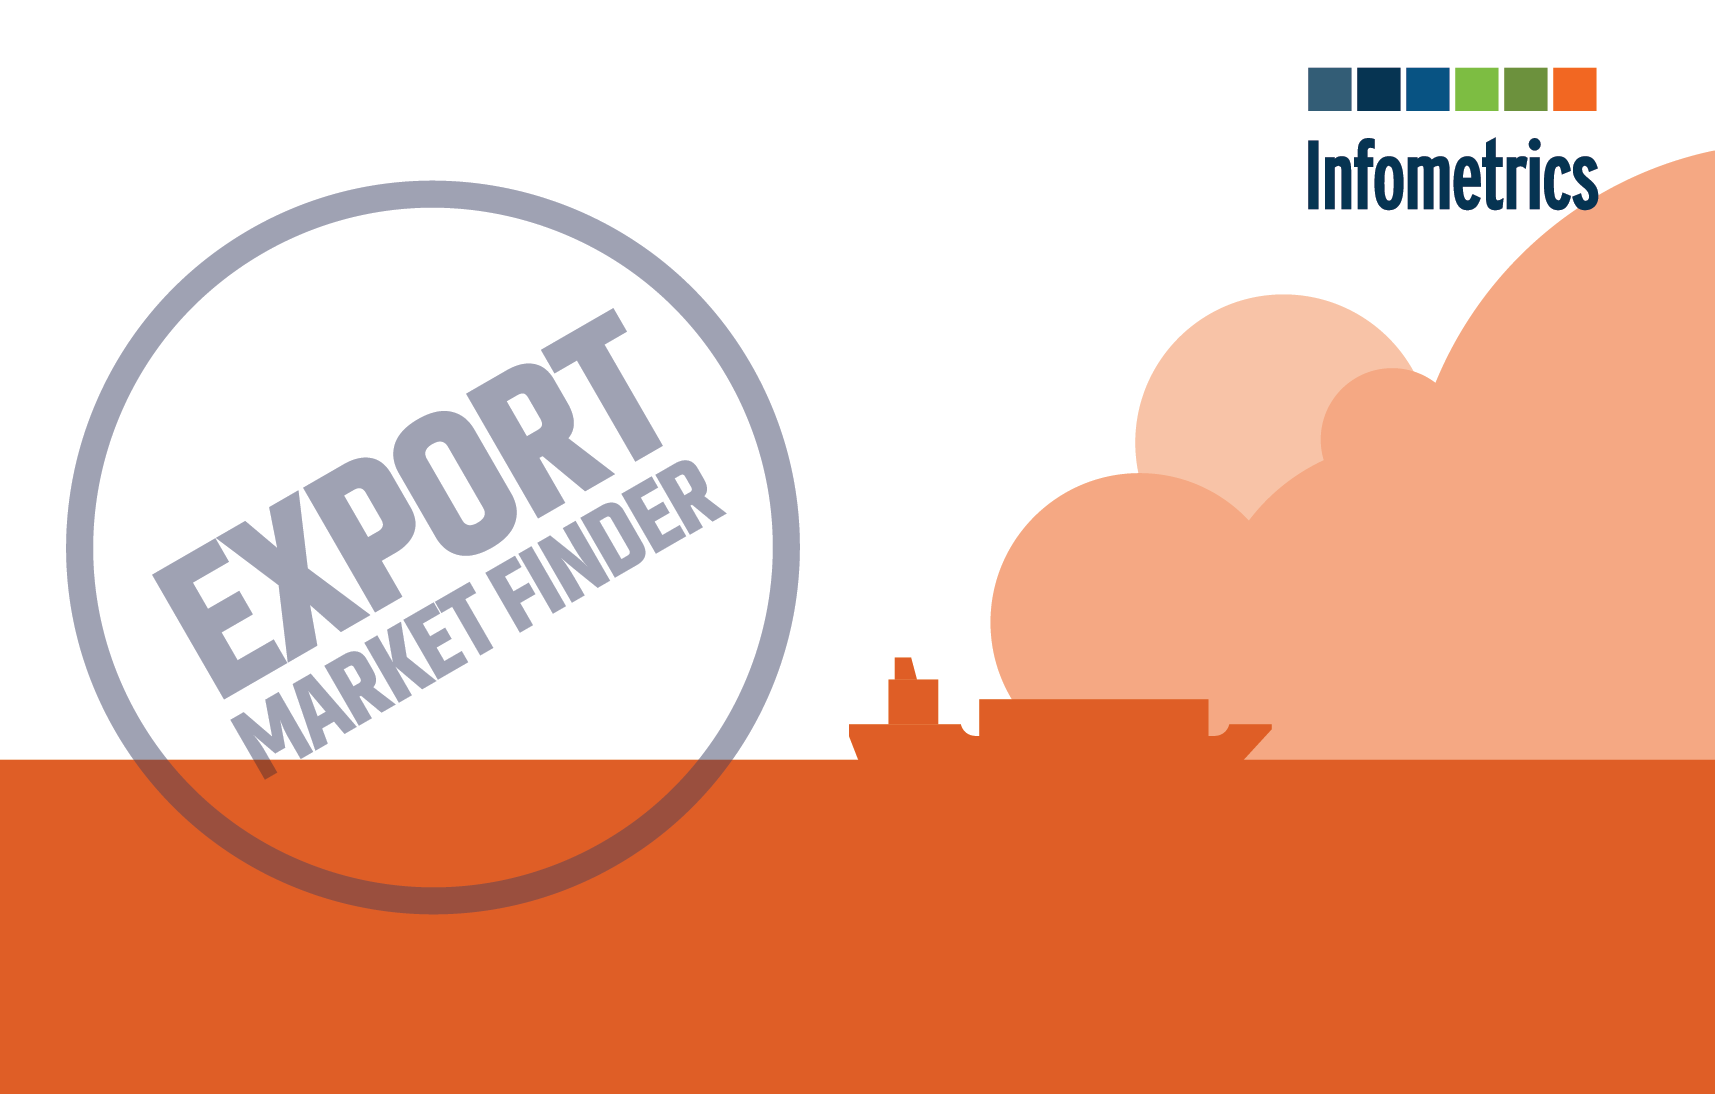 Infometrics
EXPORT
MARKET FINDER